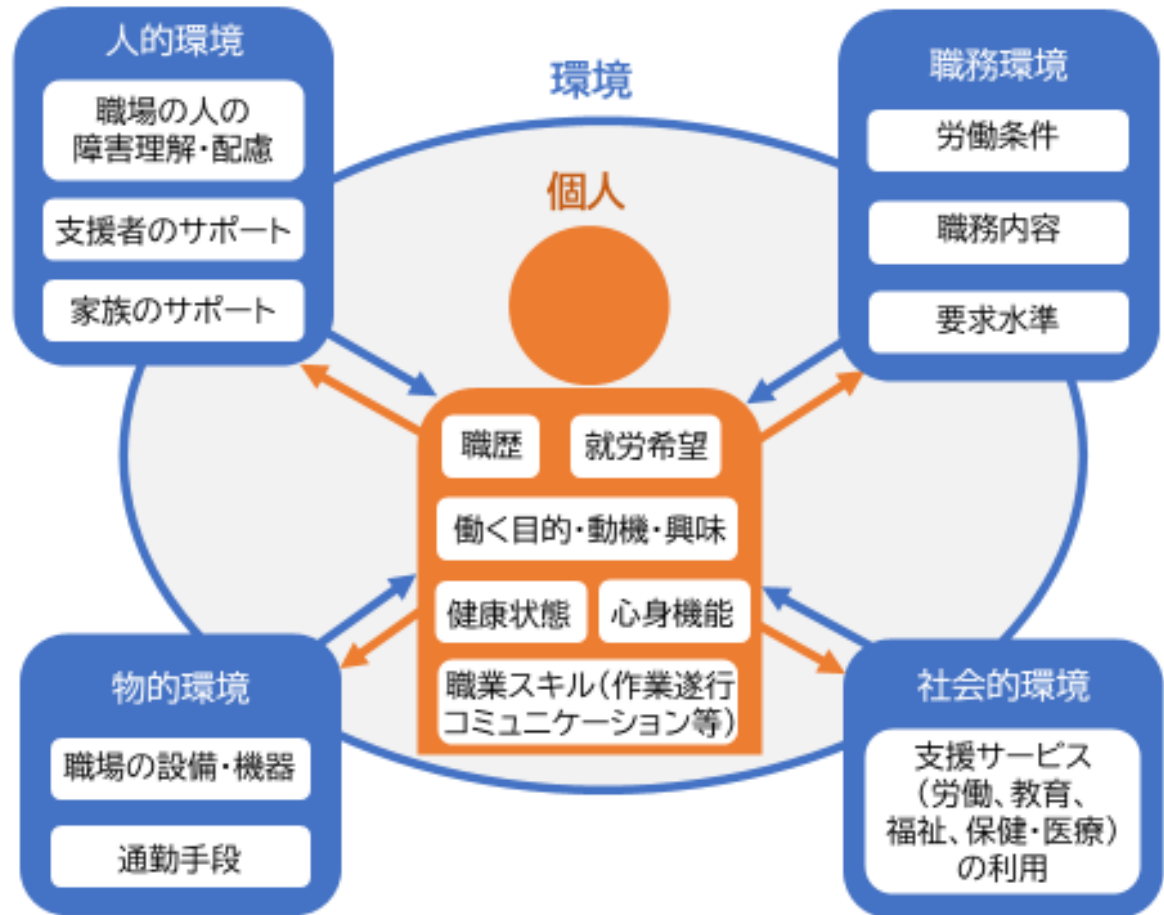 人的環境
職場の人の
障害理解・配慮
支援者のサポート
家族のサポート
環境
職務環境
労働条件
職務内容
要求水準
個人
職歴
就労希望
働く目的・動機・興味
健康状態
心身機能
職業スキル(作業遂行
コミュニケーション等)
物的環境
職場の設備・機器
通勤手段
社会的環境
支援サービス
(労働、教育、
福祉、保健・医療)
の利用